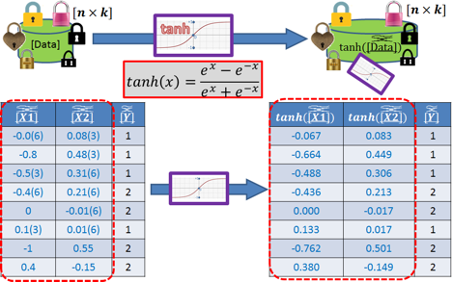 [n × k]
[n × k]
tanh
[Data]
tanh([Data])
tanh(x) = (e^x − e^−x) / (e^x + e^−x)
[X1] [X2] [Y] tanh([X1]) tanh([X2]) [Y]
-0.0(6) 0.08(3) 1 -0.067 0.083 1
-0.8 0.48(3) 1 -0.664 0.449 1
-0.5(3) 0.31(6) 1 -0.488 0.306 1
-0.4(6) 0.21(6) 2 -0.436 0.213 2
0 -0.01(6) 2 0.000 -0.017 2
0.1(3) 0.01(6) 1 0.133 0.017 1
-1 0.55 2 -0.762 0.501 2
0.4 -0.15 2 0.380 -0.149 2